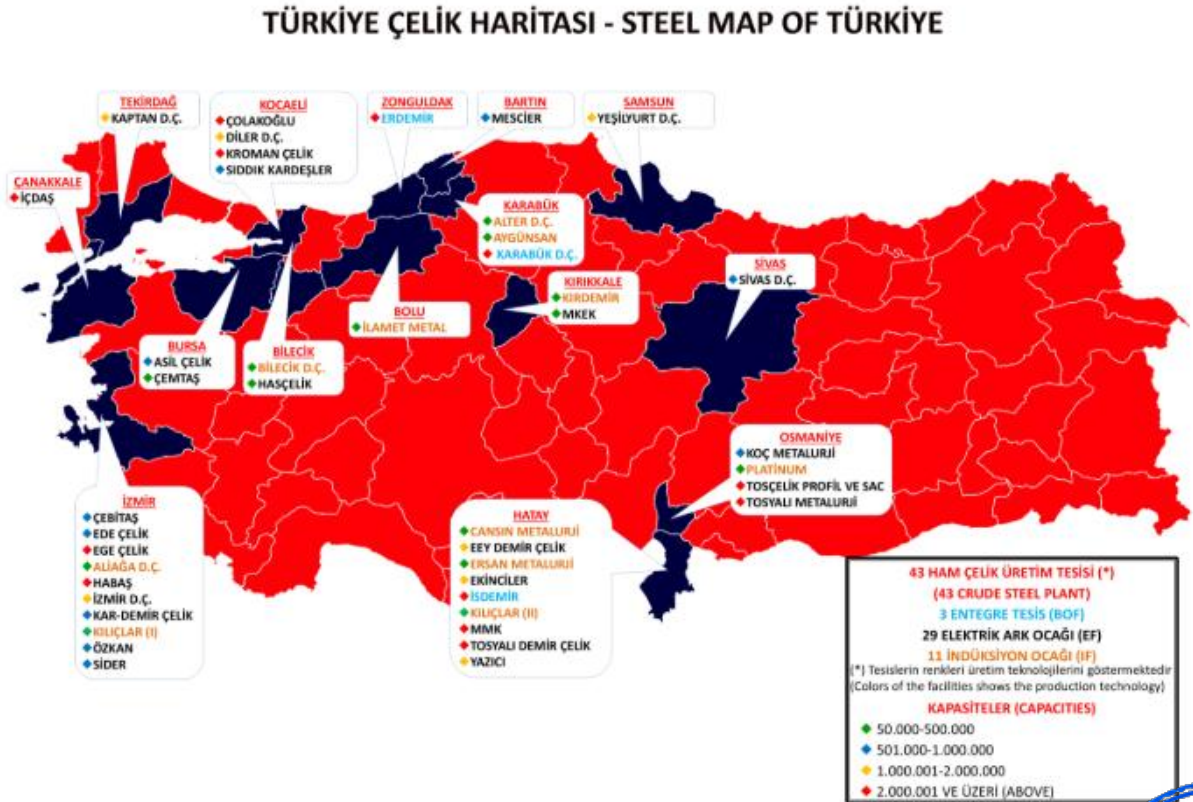 TÜRKİYE ÇELİK HARİTASI - STEEL MAP OF TÜRKİYE
TEKİRDAĞ
KAPTAN D.Ç.
KOCAELİ
ÇOLAKOĞLU
DİLER D.Ç.
KROMAN ÇELİK
SIDDIK KARDEŞLER
ZONGULDAK
ERDEMİR
BARTIN
MESCİER
SAMSUN
YEŞİLYURT D.Ç.
ÇANAKKALE
İÇDAŞ
KARABÜK
ALTER D.Ç.
AYGÜNSAN
KARABÜK D.Ç.
KIRIKKALE
KIRDEMİR
MKEK
SİVAS
SİVAS D.Ç.
BOLU
İLAMET METAL
BURSA
ASİL ÇELİK
ÇEMTAŞ
BİLECİK
BİLECİK D.Ç.
HASÇELİK
OSMANİYE
KOÇ METALURJİ
PLATİNUM
TOSÇELİK PROFİL VE SAC
TOSYALI METALURJİ
İZMİR
ÇEBİTAŞ
EDE ÇELİK
EGE ÇELİK
ALİAĞA D.Ç.
HABAŞ
İZMİR D.Ç.
KAR-DEMİR ÇELİK
KILIÇLAR (I)
ÖZKAN
SİDER
HATAY
CANSIN METALURJİ
EEY DEMİR ÇELİK
ERSAN METALURJİ
EKİNCİLER
İSDEMİR
KILIÇLAR (II)
MMK
TOSYALI DEMİR ÇELİK
YAZICI
43 HAM ÇELİK ÜRETİM TESİSİ (*)
(43 CRUDE STEEL PLANT)
3 ENTEGRE TESİS (BOF)
29 ELEKTRİK ARK OCAĞI (EF)
11 İNDÜKSİYON OCAĞI (IF)
(*) Tesislerin renkleri üretim teknolojilerini göstermektedir
(Colors of the facilities shows the production technology)
KAPASİTELER (CAPACITIES)
50.000-500.000
501.000-1.000.000
1.000.001-2.000.000
2.000.001 VE ÜZERİ (ABOVE)